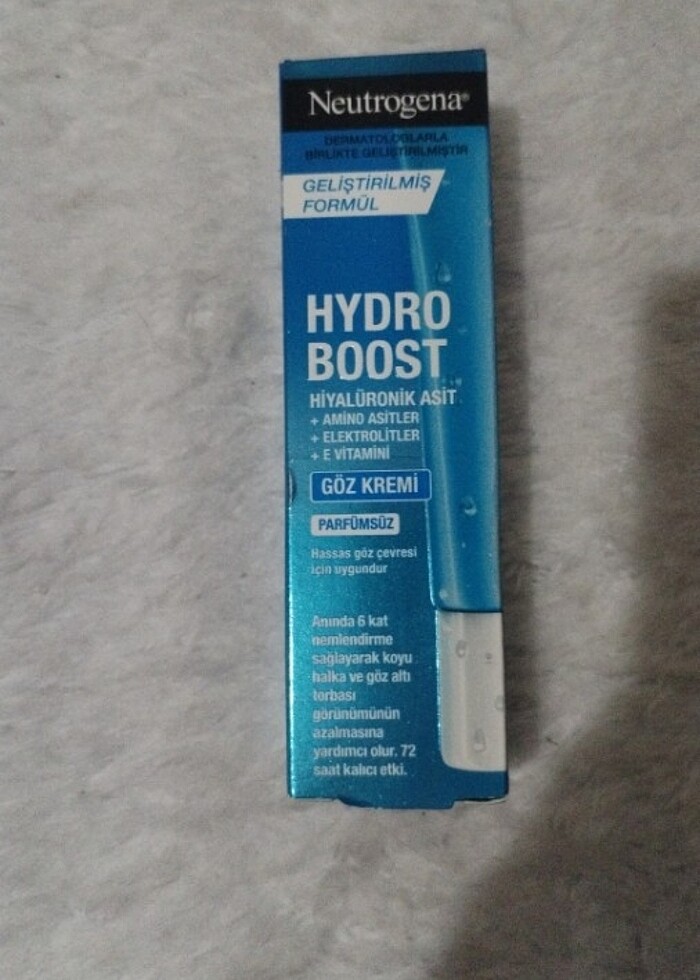 Neutrogena®
DERMATOLOGLARLA
BİRLİKTE GELİŞTİRİLMİŞTİR
GELİŞTİRİLMİŞ
FORMÜL
HYDRO
BOOST
HİYALÜRONİK ASİT
+ AMİNO ASİTLER
+ ELEKTROLİTLER
+ E VİTAMİNİ
GÖZ KREMİ
PARFÜMSÜZ
Hassas göz çevresi
için uygundur
Anında 6 kat
nemlendirme
sağlayarak koyu
halka ve göz altı
torbası
görünümünün
azalmasına
yardımcı olur. 72
saat kalıcı etki.